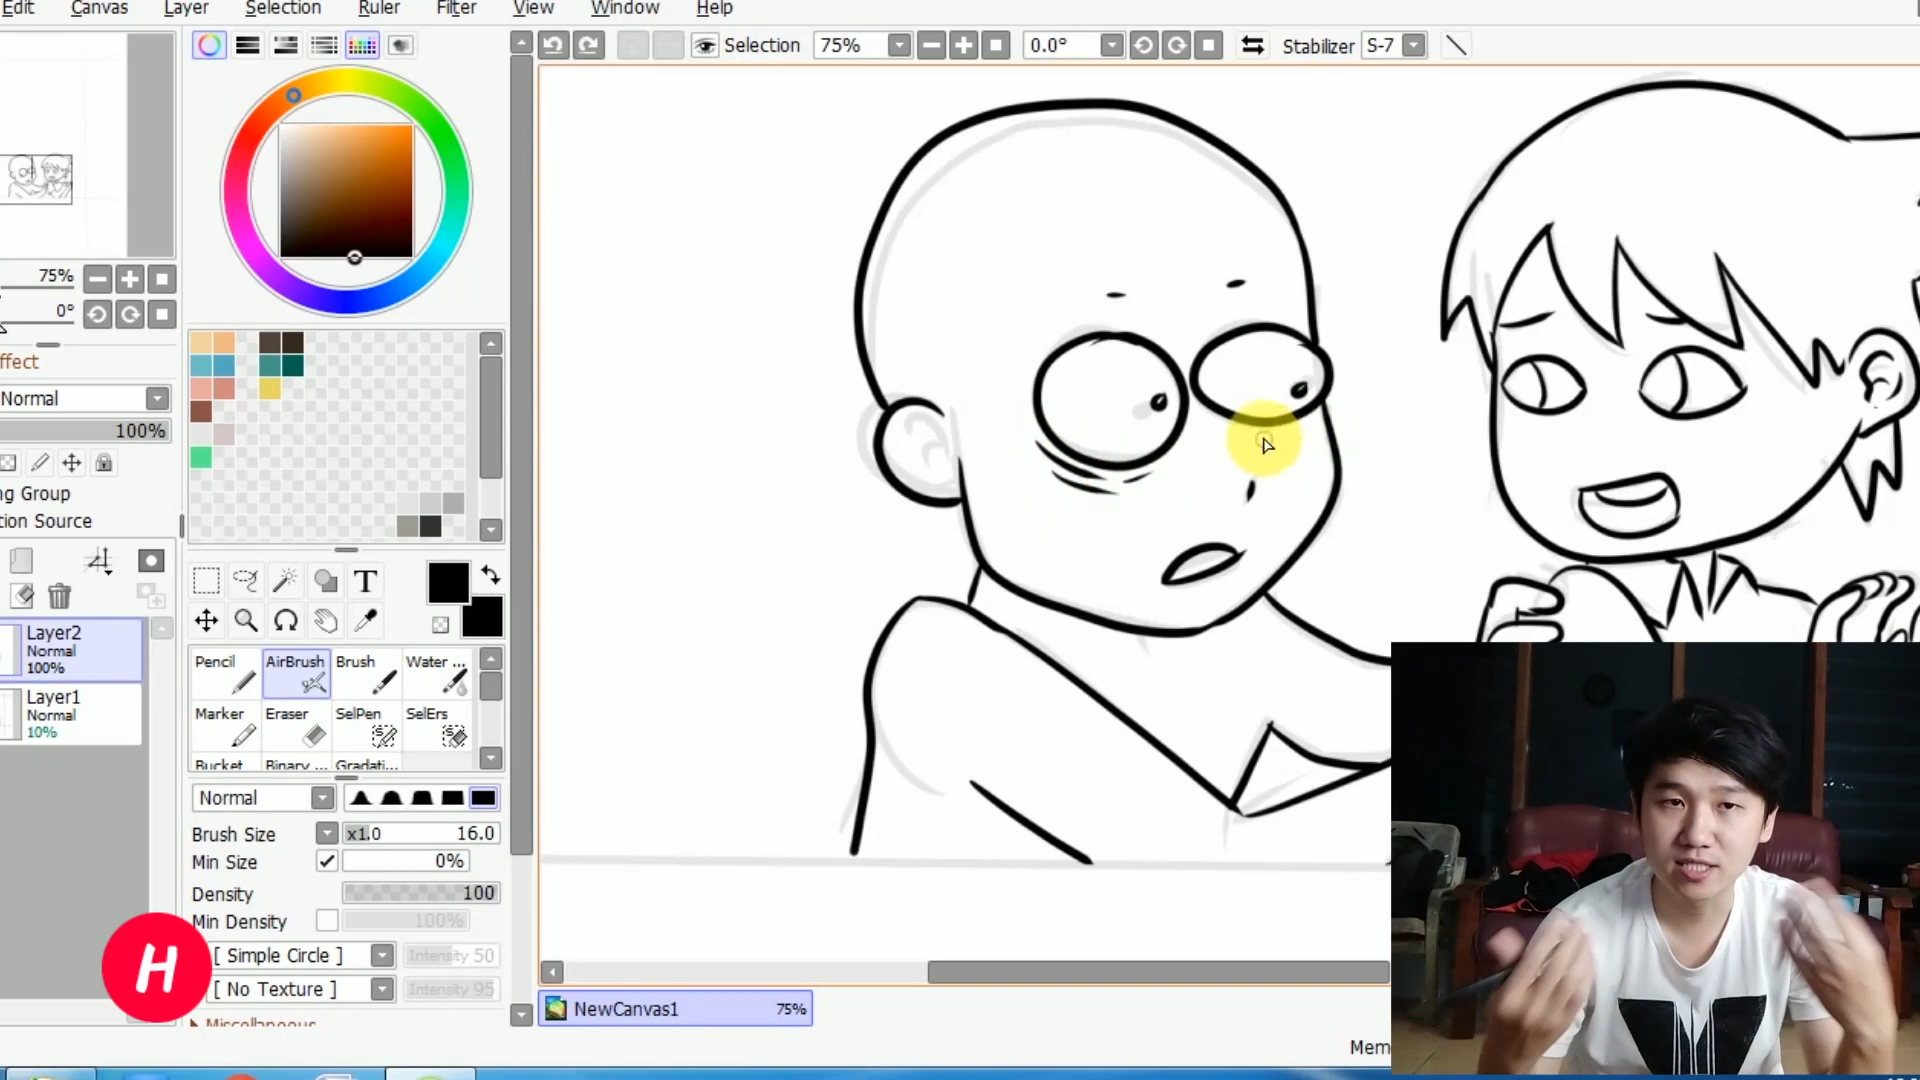 Edit Canvas Layer Selection Ruler Filter View Window Help
Selection 75% 0.0° Stabilizer S-7
75%
0°
ffect
Normal
100%
ng Group
tion Source
Layer2
Normal
100%
Layer1
Normal
10%
T
Pencil AirBrush Brush Water ...
Marker Eraser SelPen SelErs
Bucket Binary ... Gradati...
Normal
Brush Size x1.0 16.0
Min Size 0%
Density 100
Min Density 100%
[ Simple Circle ] Intensity 50
[ No Texture ] Intensity 95
Miscellaneous
H
NewCanvas1 75%
Mem